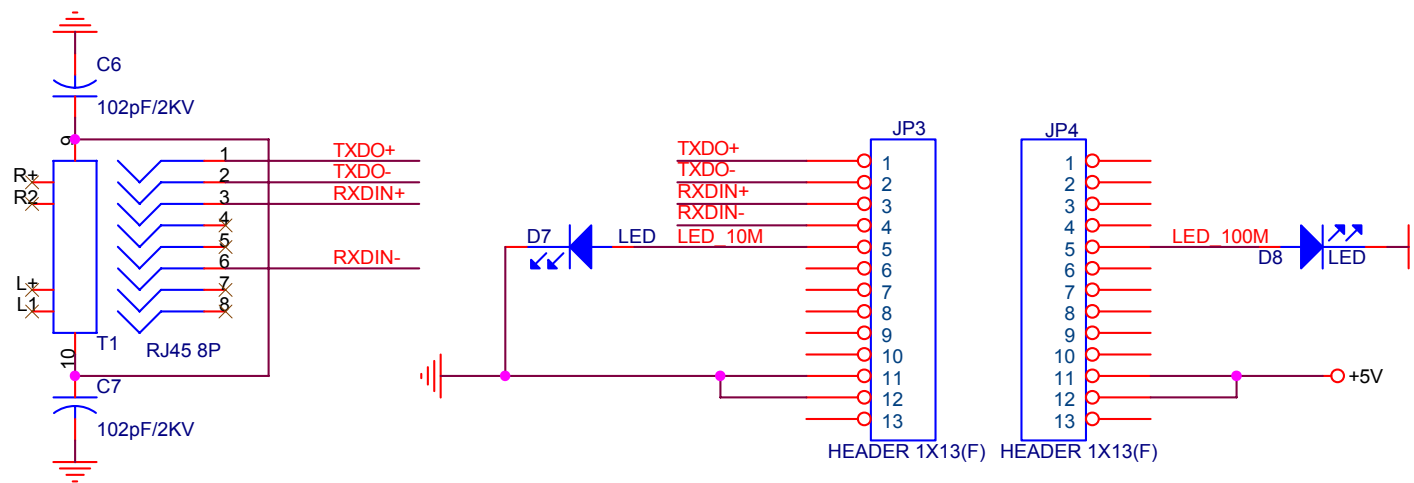 C6
102pF/2KV
9
R+
R2
L+
L1
10
T1
RJ45 8P
C7
102pF/2KV
1
2
3
4
5
6
7
8
TXDO+
TXDO-
RXDIN+
RXDIN-
D7
LED
TXDO+
TXDO-
RXDIN+
RXDIN-
LED_10M
JP3
1
2
3
4
5
6
7
8
9
10
11
12
13
HEADER 1X13(F)
JP4
1
2
3
4
5
6
7
8
9
10
11
12
13
HEADER 1X13(F)
LED_100M
D8
LED
+5V